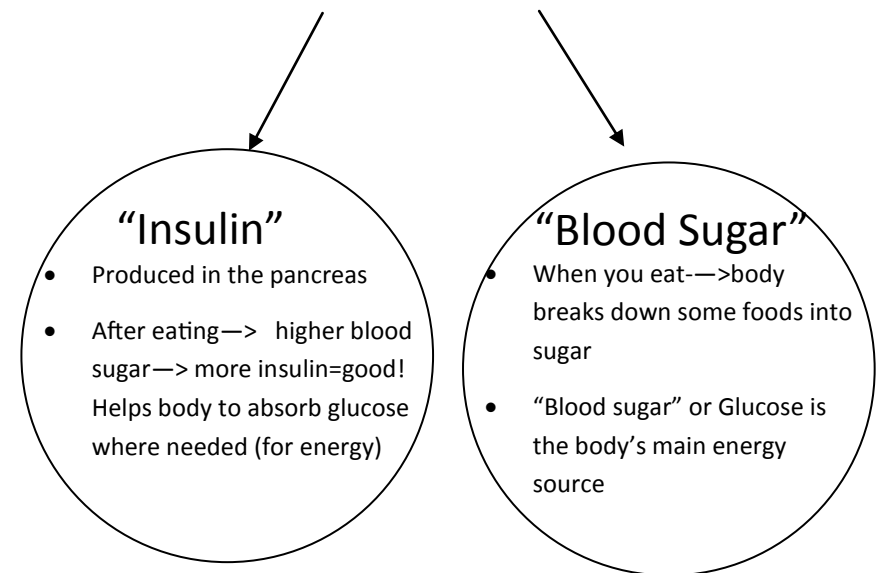 “Insulin”
• Produced in the pancreas
• After eating—> higher blood
sugar—> more insulin=good!
Helps body to absorb glucose
where needed (for energy)
“Blood Sugar”
• When you eat-—>body
breaks down some foods into
sugar
• “Blood sugar” or Glucose is
the body’s main energy
source